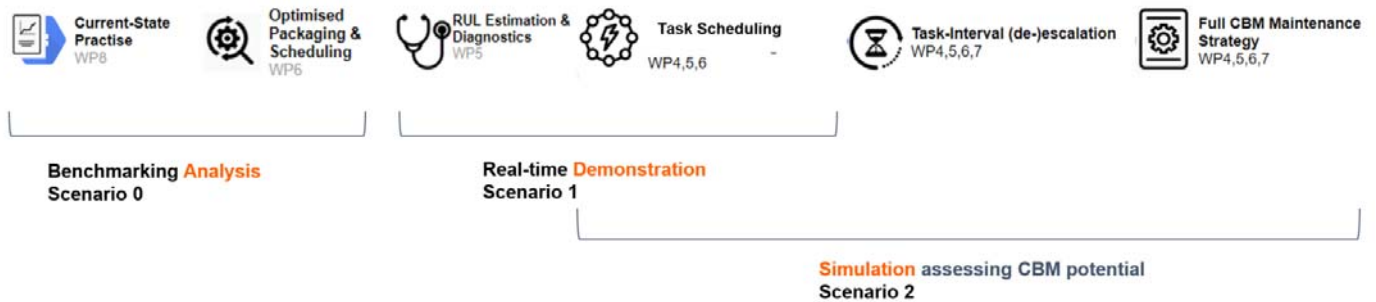 Current-State
Practise
WP8
Optimised
Packaging &
Scheduling
WP6
RUL Estimation &
Diagnostics
WP5
Task Scheduling
-
WP4,5,6
Task-Interval (de-)escalation
WP4,5,6,7
Full CBM Maintenance
Strategy
WP4,5,6,7
Benchmarking Analysis
Scenario 0
Real-time Demonstration
Scenario 1
Simulation assessing CBM potential
Scenario 2